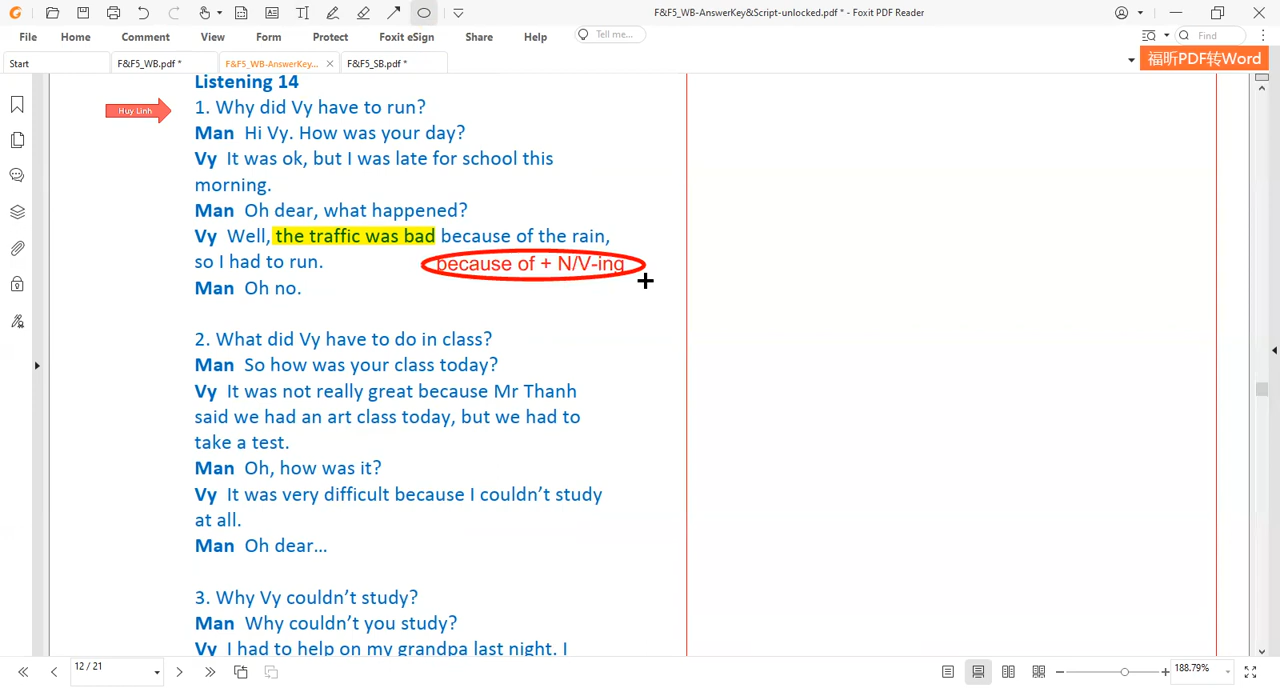 F&F5_WB-AnswerKey&Script-unlocked.pdf * - Foxit PDF Reader
File Home Comment View Form Protect Foxit eSign Share Help Tell me... Find
Start F&F5_WB.pdf * F&F5_WB-AnswerKey... F&F5_SB.pdf * 福昕PDF转Word
Listening 14
Huy Linh 1. Why did Vy have to run?
Man Hi Vy. How was your day?
Vy It was ok, but I was late for school this
morning.
Man Oh dear, what happened?
Vy Well, the traffic was bad because of the rain,
so I had to run. because of + N/V-ing
Man Oh no.
2. What did Vy have to do in class?
Man So how was your class today?
Vy It was not really great because Mr Thanh
said we had an art class today, but we had to
take a test.
Man Oh, how was it?
Vy It was very difficult because I couldn’t study
at all.
Man Oh dear...
3. Why Vy couldn’t study?
Man Why couldn’t you study?
Vy I had to help on my grandpa last night. I
12 / 21 188.79%